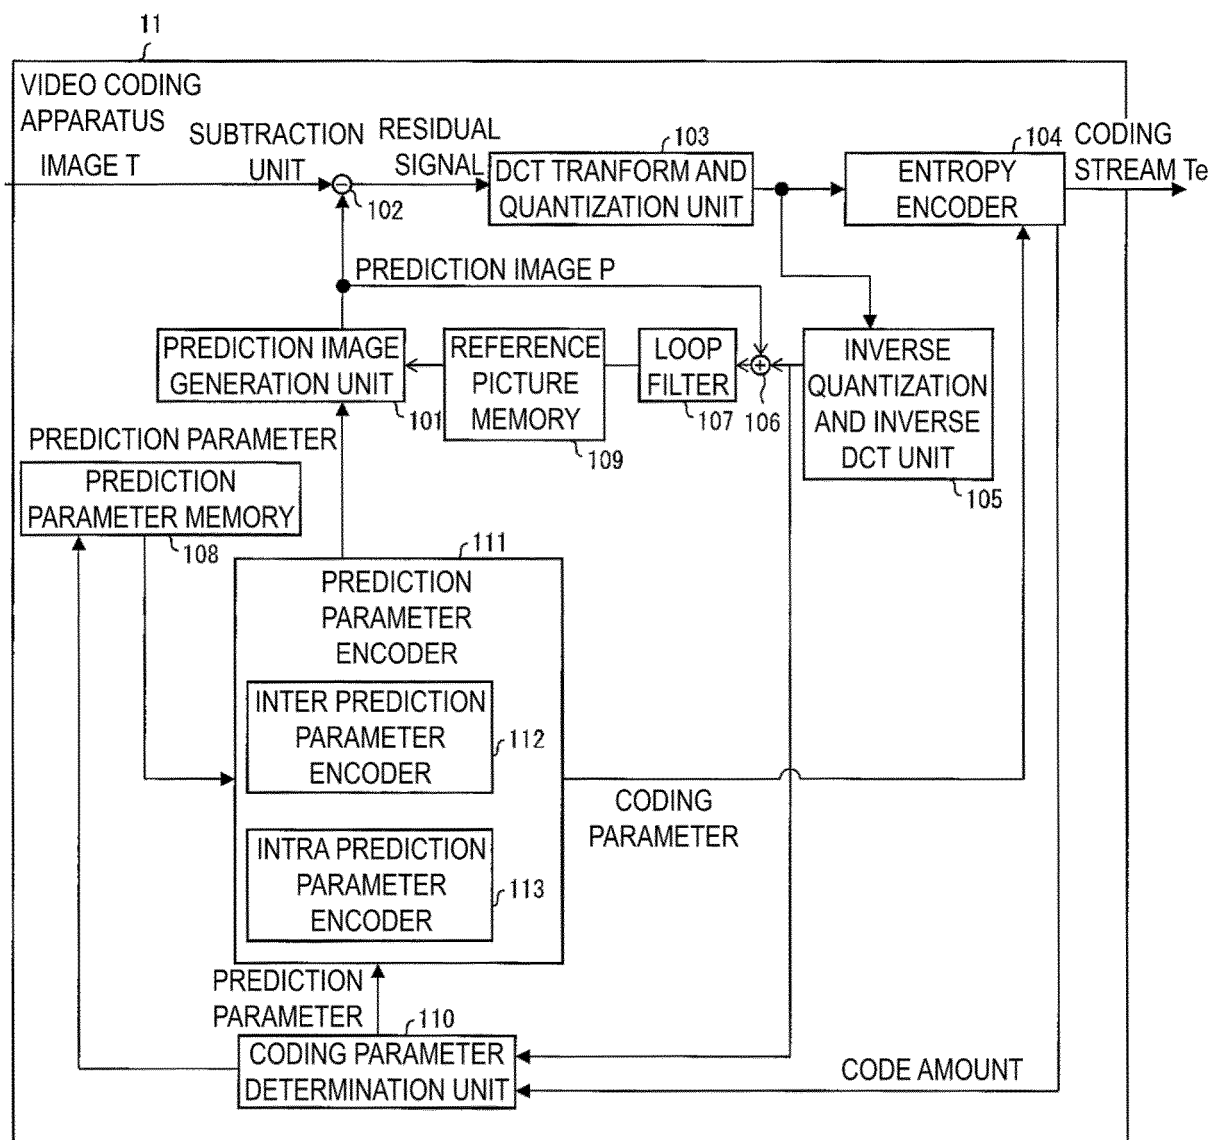 11
VIDEO CODING
APPARATUS
IMAGE T
SUBTRACTION
UNIT
102
RESIDUAL
SIGNAL
103
DCT TRANFORM AND
QUANTIZATION UNIT
104
ENTROPY
ENCODER
CODING
STREAM Te
PREDICTION IMAGE P
PREDICTION IMAGE
GENERATION UNIT
101
REFERENCE
PICTURE
MEMORY
109
LOOP
FILTER
107
106
INVERSE
QUANTIZATION
AND INVERSE
DCT UNIT
105
PREDICTION PARAMETER
PREDICTION
PARAMETER MEMORY
108
111
PREDICTION
PARAMETER
ENCODER
INTER PREDICTION
PARAMETER
ENCODER
112
INTRA PREDICTION
PARAMETER
ENCODER
113
CODING
PARAMETER
PREDICTION
PARAMETER
110
CODING PARAMETER
DETERMINATION UNIT
CODE AMOUNT